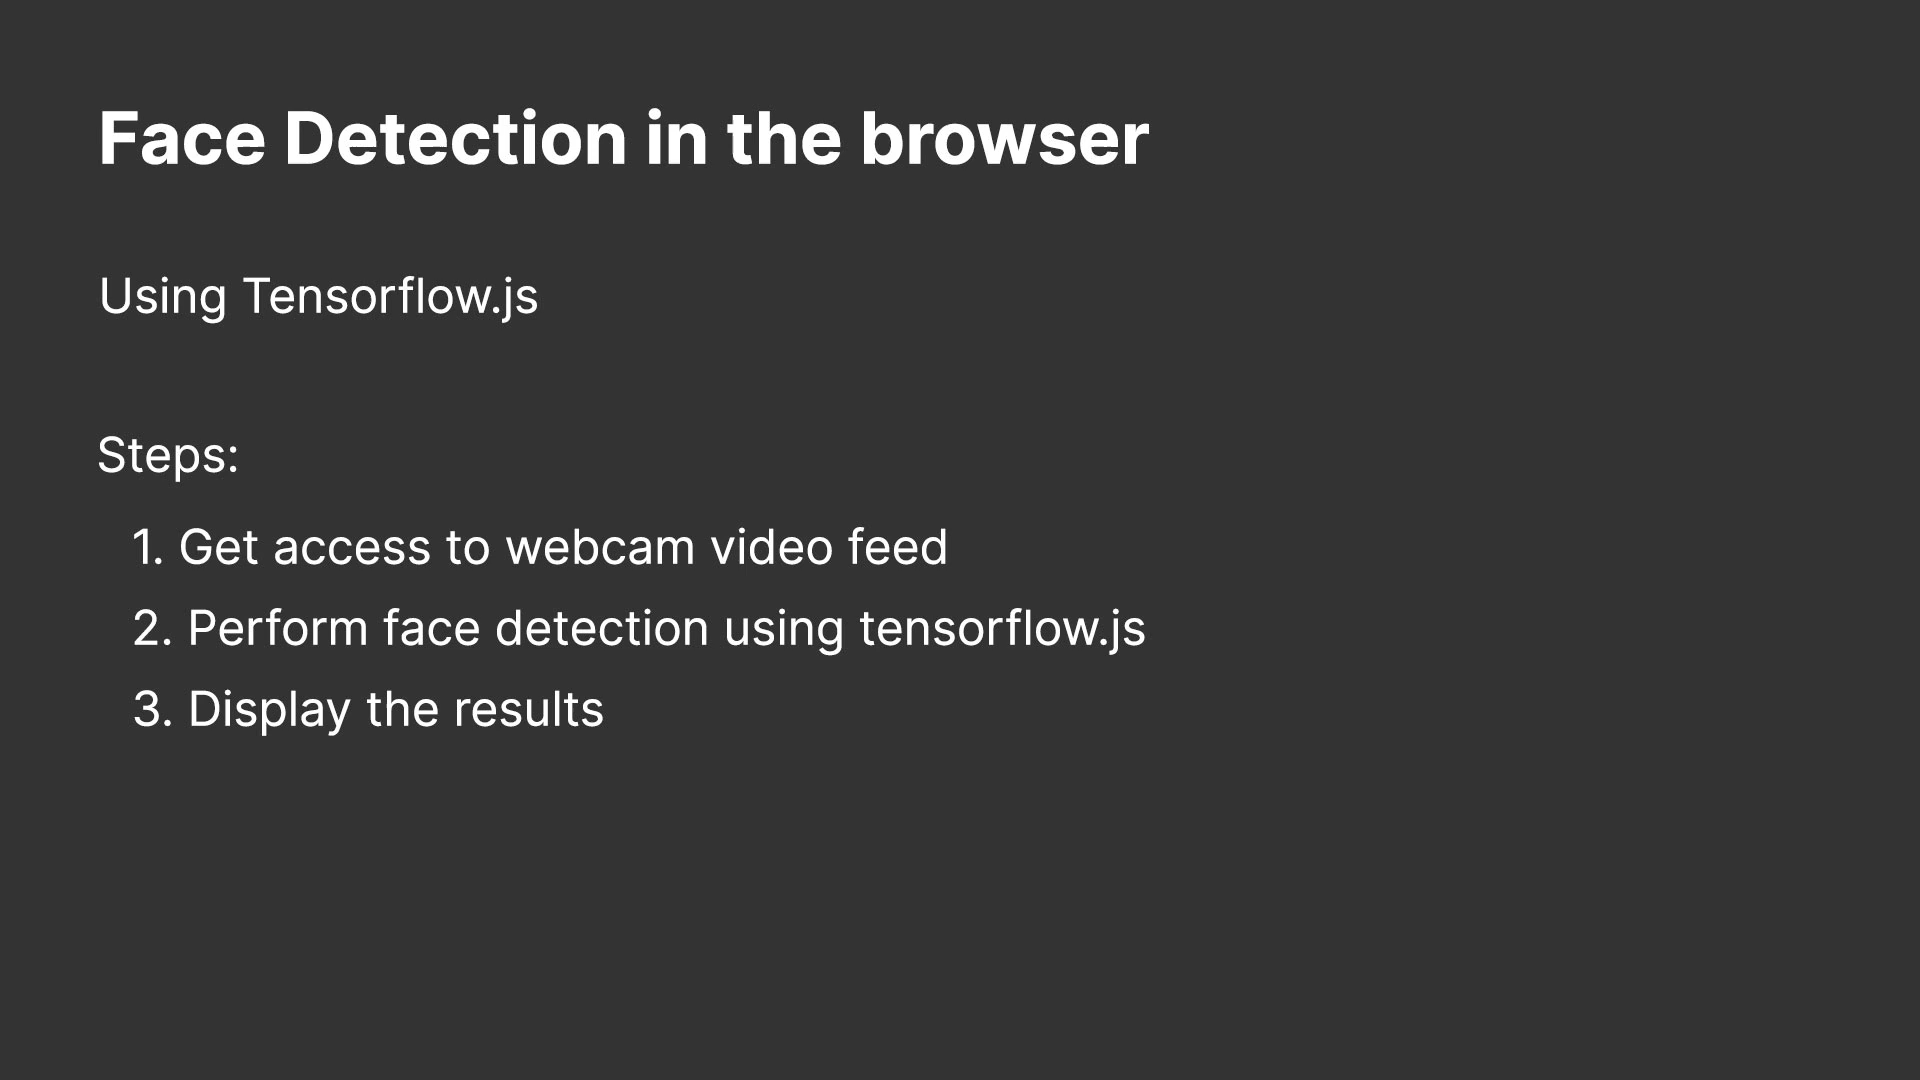 Face Detection in the browser
Using Tensorflow.js
Steps:
1. Get access to webcam video feed
2. Perform face detection using tensorflow.js
3. Display the results